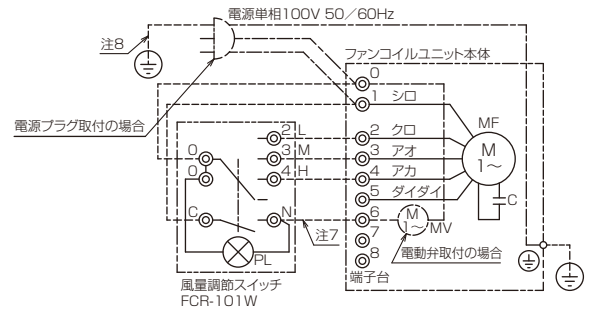 電源単相100V 50／60Hz
注8
ファンコイルユニット本体
0
1 シロ
電源プラグ取付の場合
MF
M
1～
C
2 L
2 クロ
0
3 M
3 アオ
0
4 H
4 アカ
5 ダイダイ
C
N
6
M
1～
MV
注7
7
電動弁取付の場合
PL
8
端子台
風量調節スイッチ
FCR-101W